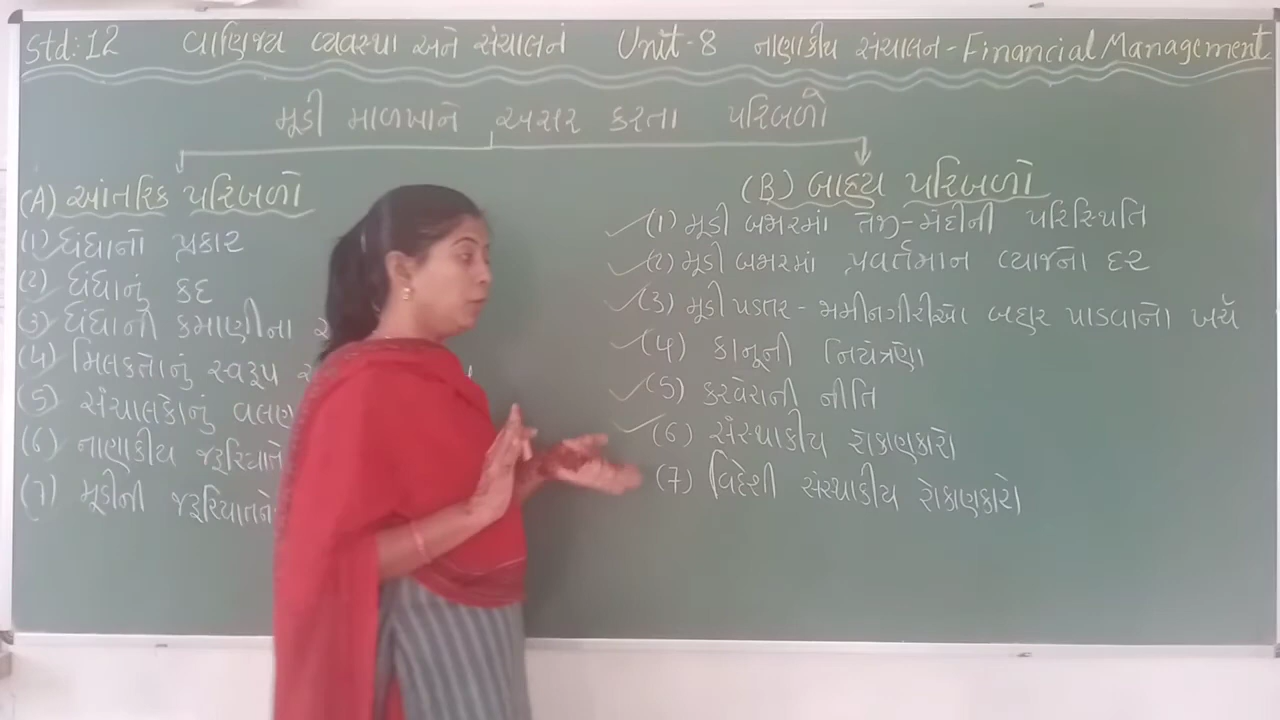 Std:12 વાણિજ્ય વ્યવસ્થા અને સંચાલન Unit-8 નાણાકીય સંચાલન-Financial Management
મૂડી માળખાને અસર કરતા પરિબળો
(A) આંતરિક પરિબળો
(1) ધંધાનો પ્રકાર
(2) ધંધાનું કદ
(3) ધંધાની કમાણીના
(4) મિલકતોનું સ્વરૂપ
(5) સંચાલકોનું વલણ
(6) નાણાકીય
(7) મૂડીની
(B) બાહ્ય પરિબળો
(1) મૂડી બજારમાં તેજી-મંદીની પરિસ્થિતિ
(2) મૂડી બજારમાં પ્રવર્તમાન વ્યાજનો દર
(3) મૂડી પડતર - જામીનગીરીઓ બહાર પાડવાનો ખર્ચ
(4) કાનૂની નિયંત્રણો
(5) કરવેરાની નીતિ
(6) સંસ્થાકીય રોકાણકારો
(7) વિદેશી સંસ્થાકીય રોકાણકારો